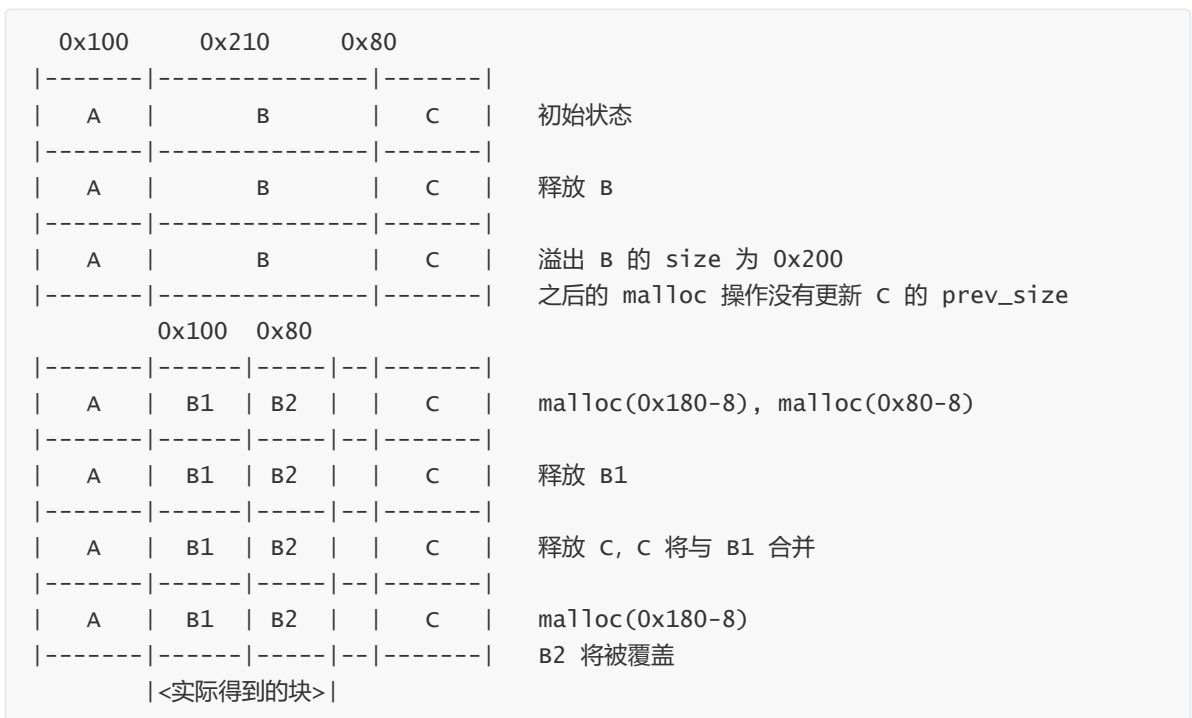 0x100 0x210 0x80
|-------|---------------|-------|
| A | B | C | 初始状态
|-------|---------------|-------|
| A | B | C | 释放 B
|-------|---------------|-------|
| A | B | C | 溢出 B 的 size 为 0x200
|-------|---------------|-------| 之后的 malloc 操作没有更新 C 的 prev_size
0x100 0x80
|-------|------|-----|--|-------|
| A | B1 | B2 | | C | malloc(0x180-8), malloc(0x80-8)
|-------|------|-----|--|-------|
| A | B1 | B2 | | C | 释放 B1
|-------|------|-----|--|-------|
| A | B1 | B2 | | C | 释放 C, C 将与 B1 合并
|-------|------|-----|--|-------|
| A | B1 | B2 | | C | malloc(0x180-8)
|-------|------|-----|--|-------| B2 将被覆盖
|<实际得到的块>|